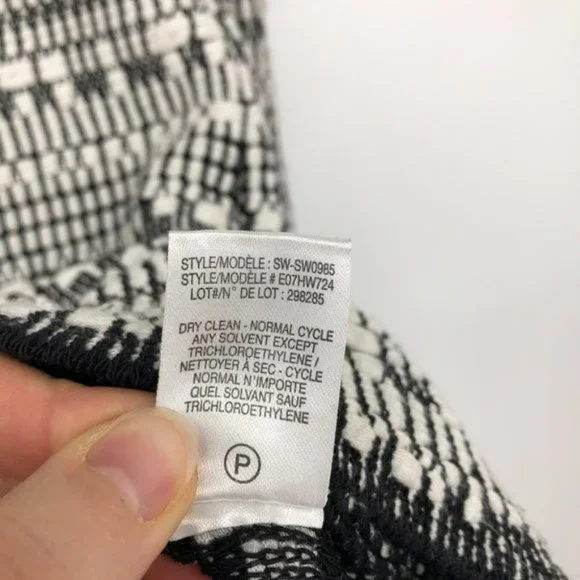 STYLE/MODÈLE : SW-SW0985
STYLE/MODÈLE # E07HW724
LOT#/N° DE LOT : 298285
DRY CLEAN - NORMAL CYCLE
ANY SOLVENT EXCEPT
TRICHLOROETHYLENE /
NETTOYER À SEC - CYCLE
NORMAL N'IMPORTE
QUEL SOLVANT SAUF
TRICHLOROETHYLENE
P